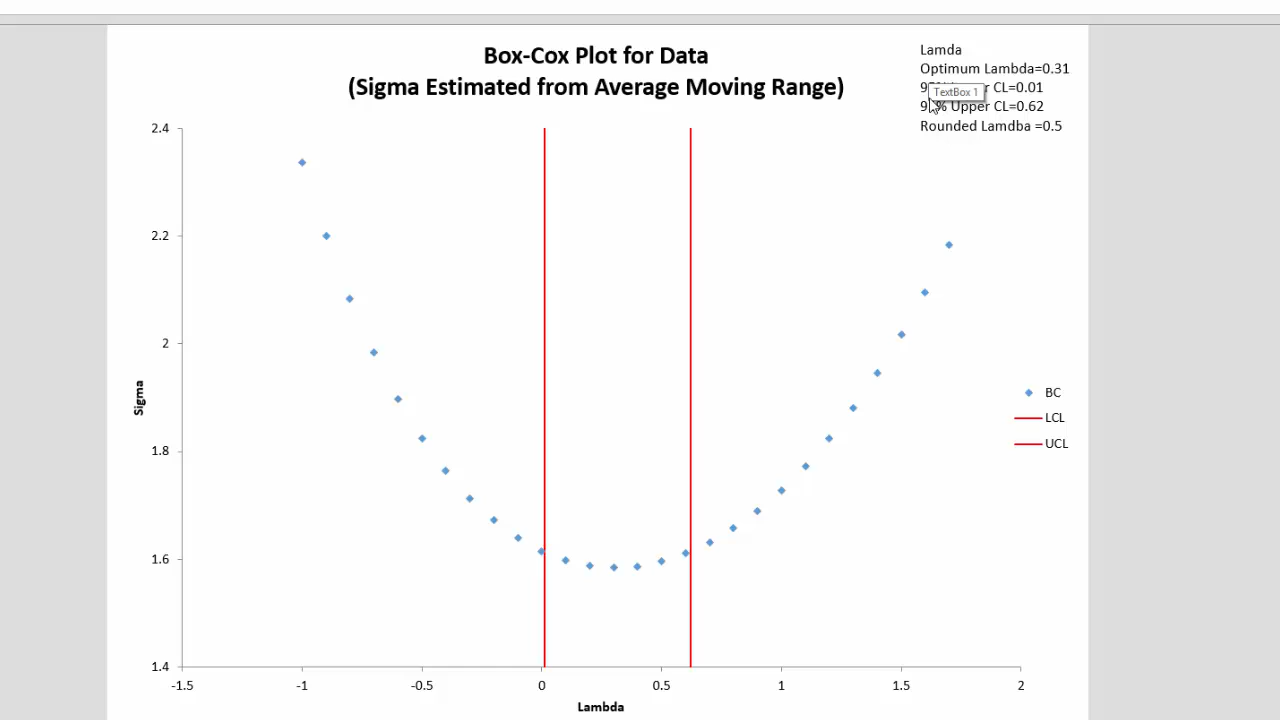 Box-Cox Plot for Data
(Sigma Estimated from Average Moving Range)
Lamda
Optimum Lambda=0.31
CL=0.01
TextBox 1
% Upper CL=0.62
Rounded Lamdba =0.5
2.4
2.2
2
1.8
1.6
1.4
Sigma
-1.5 -1 -0.5 0 0.5 1 1.5 2
Lambda
BC
LCL
UCL